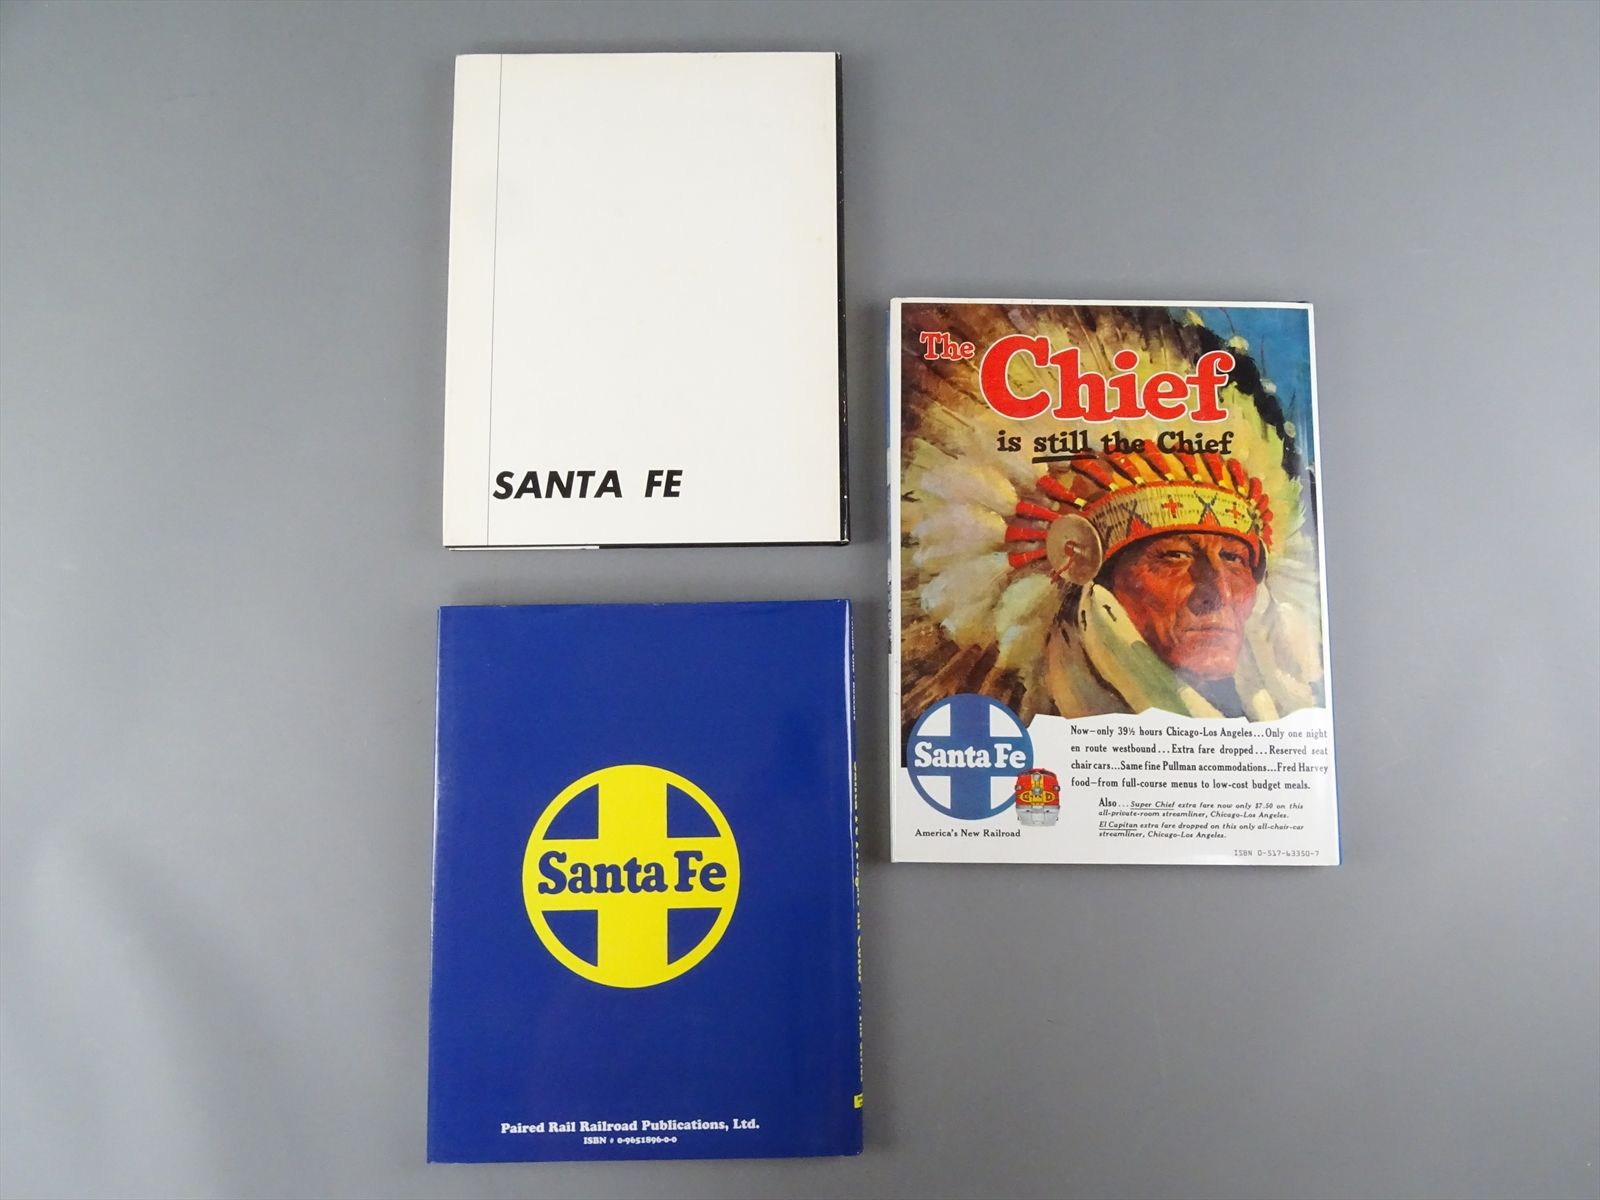 SANTA FE
The
Chief
is still the Chief
Santa Fe
America's New Railroad
Now—only 39½ hours Chicago-Los Angeles...Only one night
en route westbound...Extra fare dropped...Reserved seat
chair cars...Same fine Pullman accommodations...Fred Harvey
food—from full-course menus to low-cost budget meals.
Also... Super Chief extra fare now only $7.50 on this
all-private-room streamliner, Chicago-Los Angeles.
El Capitan extra fare dropped on this only all-chair-car
streamliner, Chicago-Los Angeles.
ISBN 0-517-63350-7
Santa Fe
Paired Rail Railroad Publications, Ltd.
ISBN # 0-9651896-0-0